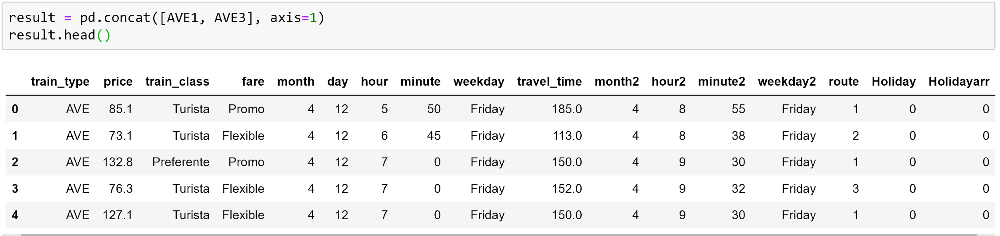 result = pd.concat([AVE1, AVE3], axis=1)
result.head()
train_type price train_class fare month day hour minute weekday travel_time month2 hour2 minute2 weekday2 route Holiday Holidayarr
0 AVE 85.1 Turista Promo 4 12 5 50 Friday 185.0 4 8 55 Friday 1 0 0
1 AVE 73.1 Turista Flexible 4 12 6 45 Friday 113.0 4 8 38 Friday 2 0 0
2 AVE 132.8 Preferente Promo 4 12 7 0 Friday 150.0 4 9 30 Friday 1 0 0
3 AVE 76.3 Turista Flexible 4 12 7 0 Friday 152.0 4 9 32 Friday 3 0 0
4 AVE 127.1 Turista Flexible 4 12 7 0 Friday 150.0 4 9 30 Friday 1 0 0